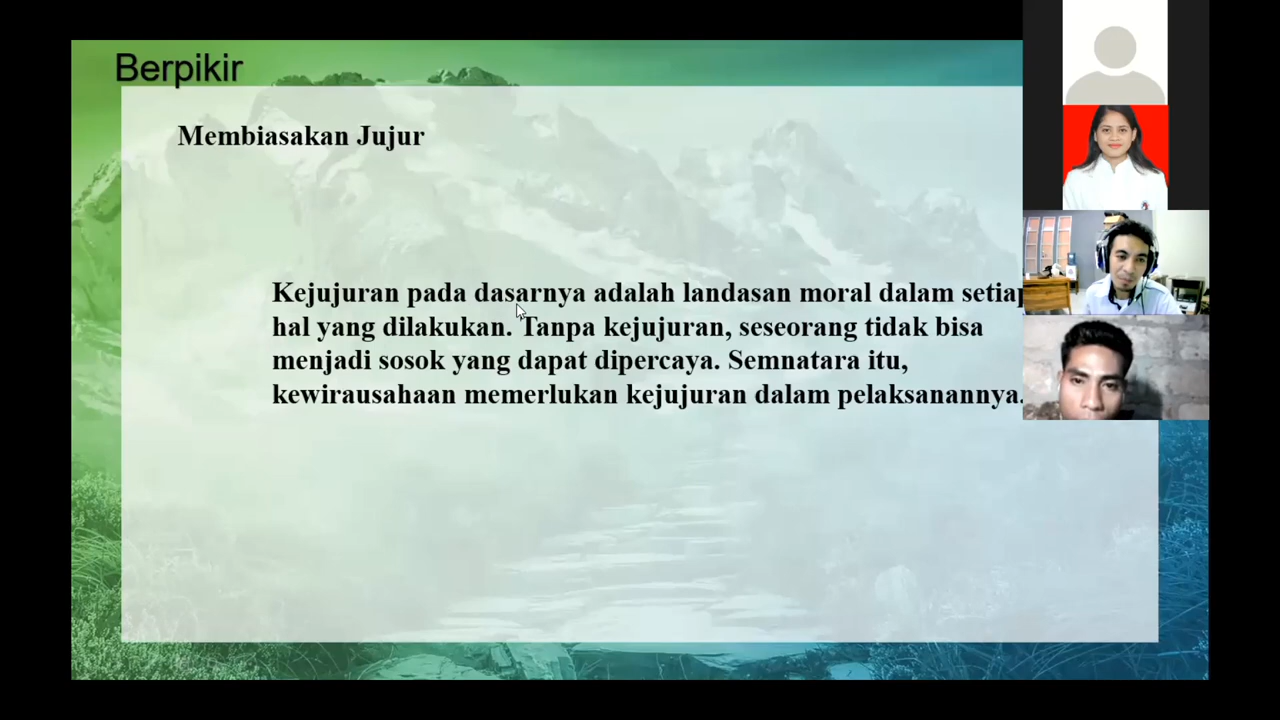 Berpikir
Membiasakan Jujur
Kejujuran pada dasarnya adalah landasan moral dalam setiap
hal yang dilakukan. Tanpa kejujuran, seseorang tidak bisa
menjadi sosok yang dapat dipercaya. Semnatara itu,
kewirausahaan memerlukan kejujuran dalam pelaksanannya.